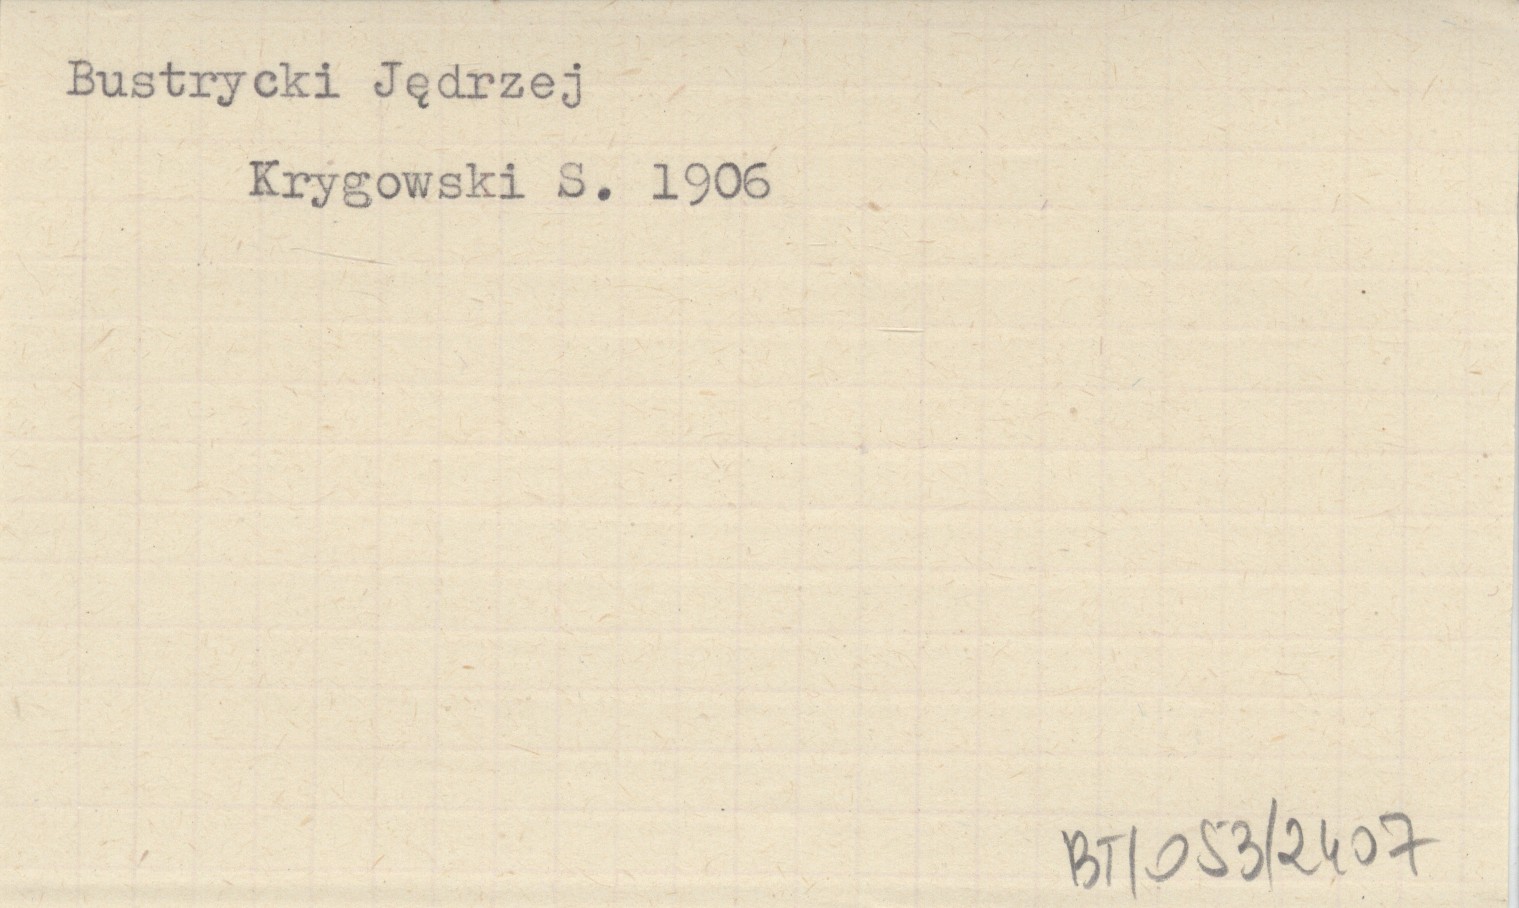 Bustrycki Jędrzej
Krygowski S. 1906
BT/053/2407